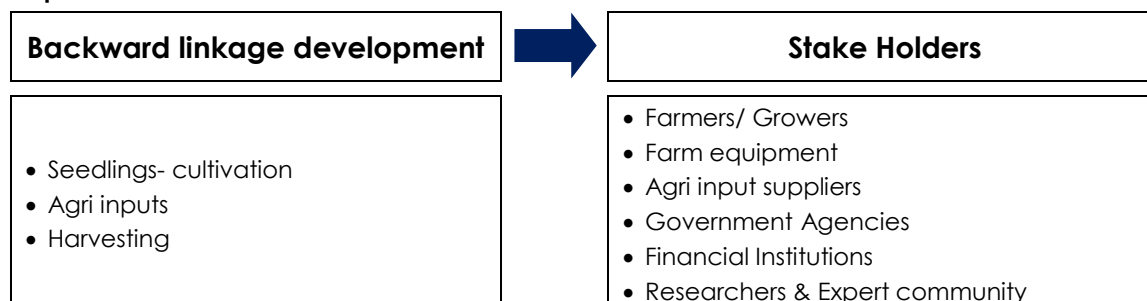 Backward linkage development
Stake Holders
• Seedlings- cultivation
• Agri inputs
• Harvesting
• Farmers/ Growers
• Farm equipment
• Agri input suppliers
• Government Agencies
• Financial Institutions
• Researchers & Expert community